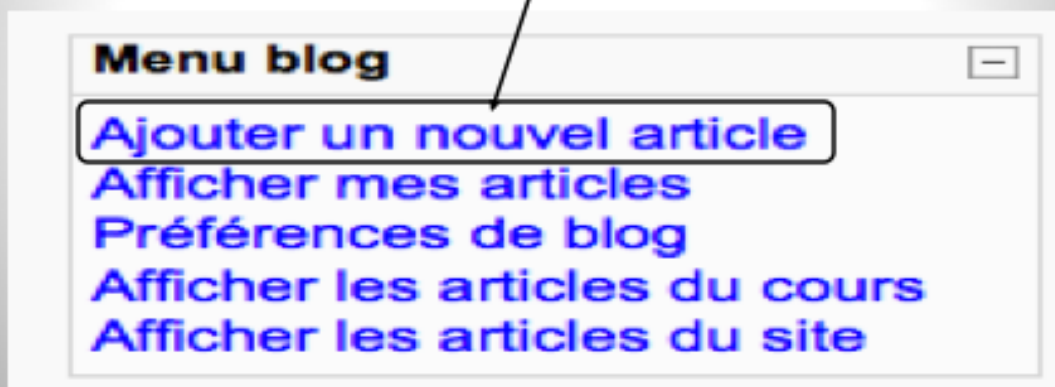 Menu blog
Ajouter un nouvel article
Afficher mes articles
Préférences de blog
Afficher les articles du cours
Afficher les articles du site